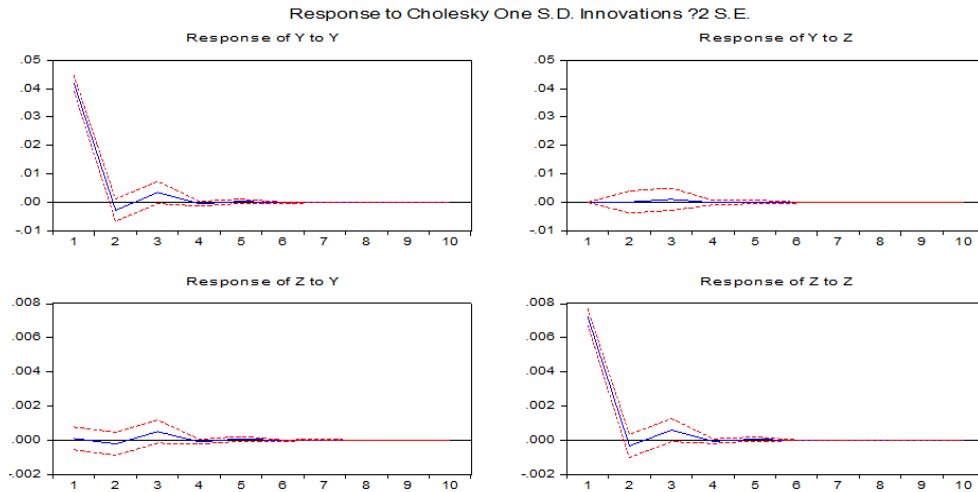 Response to Cholesky One S.D. Innovations ?2 S.E.
Response of Y to Y
.05
.04
.03
.02
.01
.00
-.01
1 2 3 4 5 6 7 8 9 10
Response of Y to Z
.05
.04
.03
.02
.01
.00
-.01
1 2 3 4 5 6 7 8 9 10
Response of Z to Y
.008
.006
.004
.002
.000
-.002
1 2 3 4 5 6 7 8 9 10
Response of Z to Z
.008
.006
.004
.002
.000
-.002
1 2 3 4 5 6 7 8 9 10